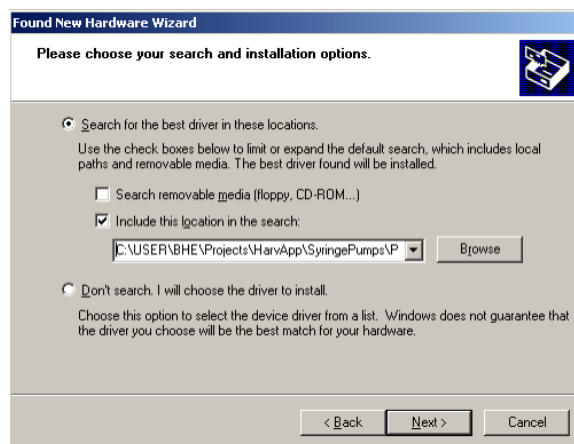 Found New Hardware Wizard
Please choose your search and installation options.
Search for the best driver in these locations.
Use the check boxes below to limit or expand the default search, which includes local
paths and removable media. The best driver found will be installed.
Search removable media (floppy, CD-ROM...)
Include this location in the search:
C:\USER\BHE\Projects\HarvApp\SyringePumps\P
Browse
Don't search. I will choose the driver to install.
Choose this option to select the device driver from a list. Windows does not guarantee that
the driver you choose will be the best match for your hardware.
< Back Next > Cancel